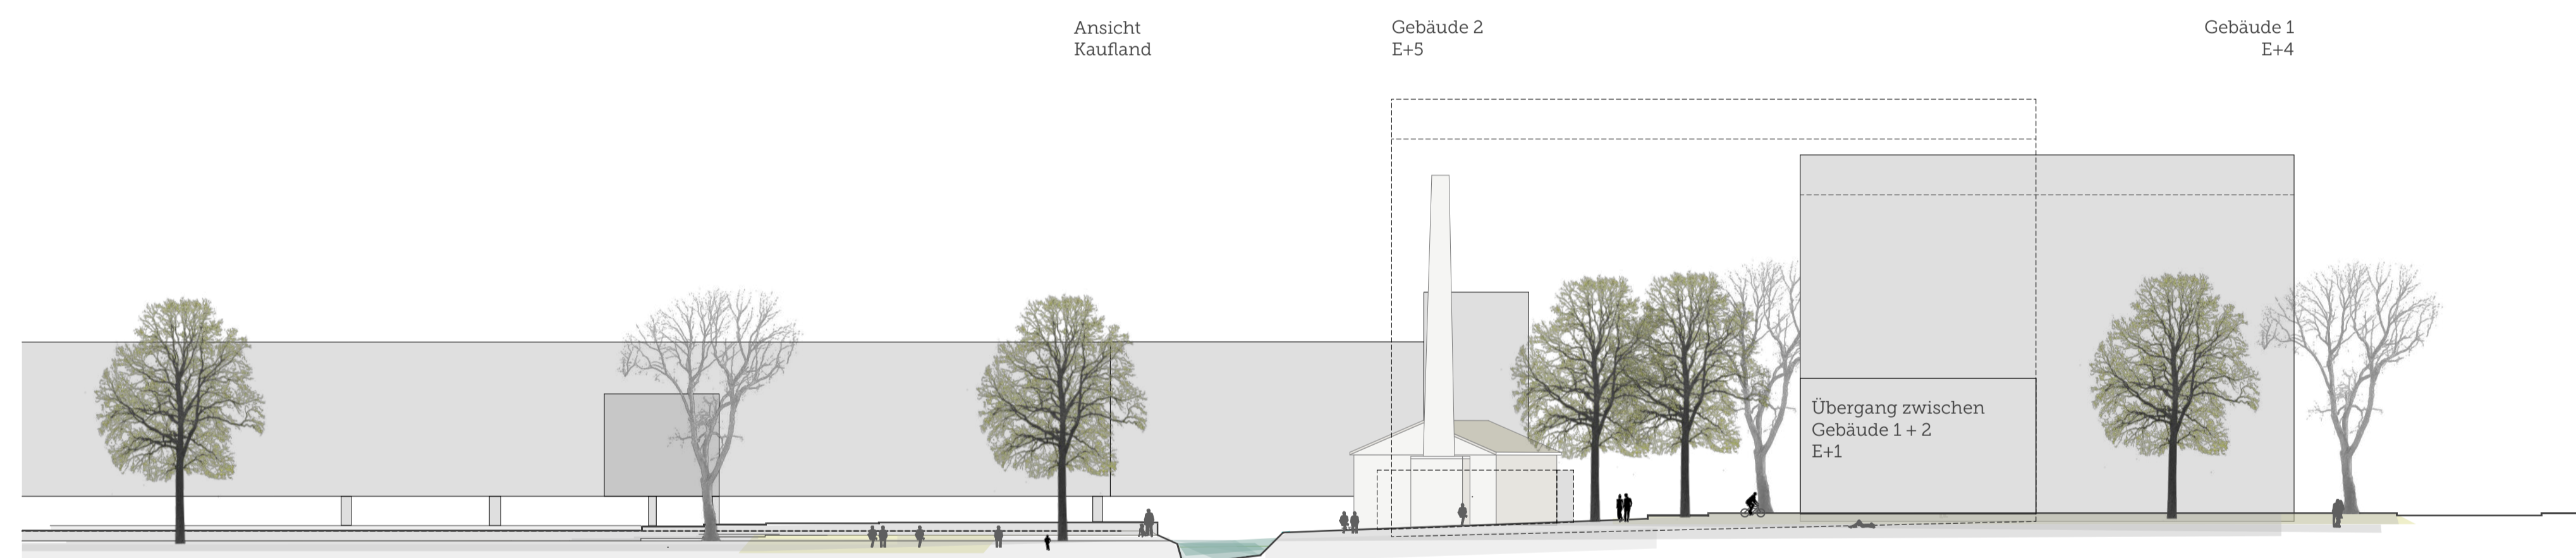 Ansicht
Kaufland
Gebäude 2
E+5
Gebäude 1
E+4
Übergang zwischen
Gebäude 1 + 2
E+1